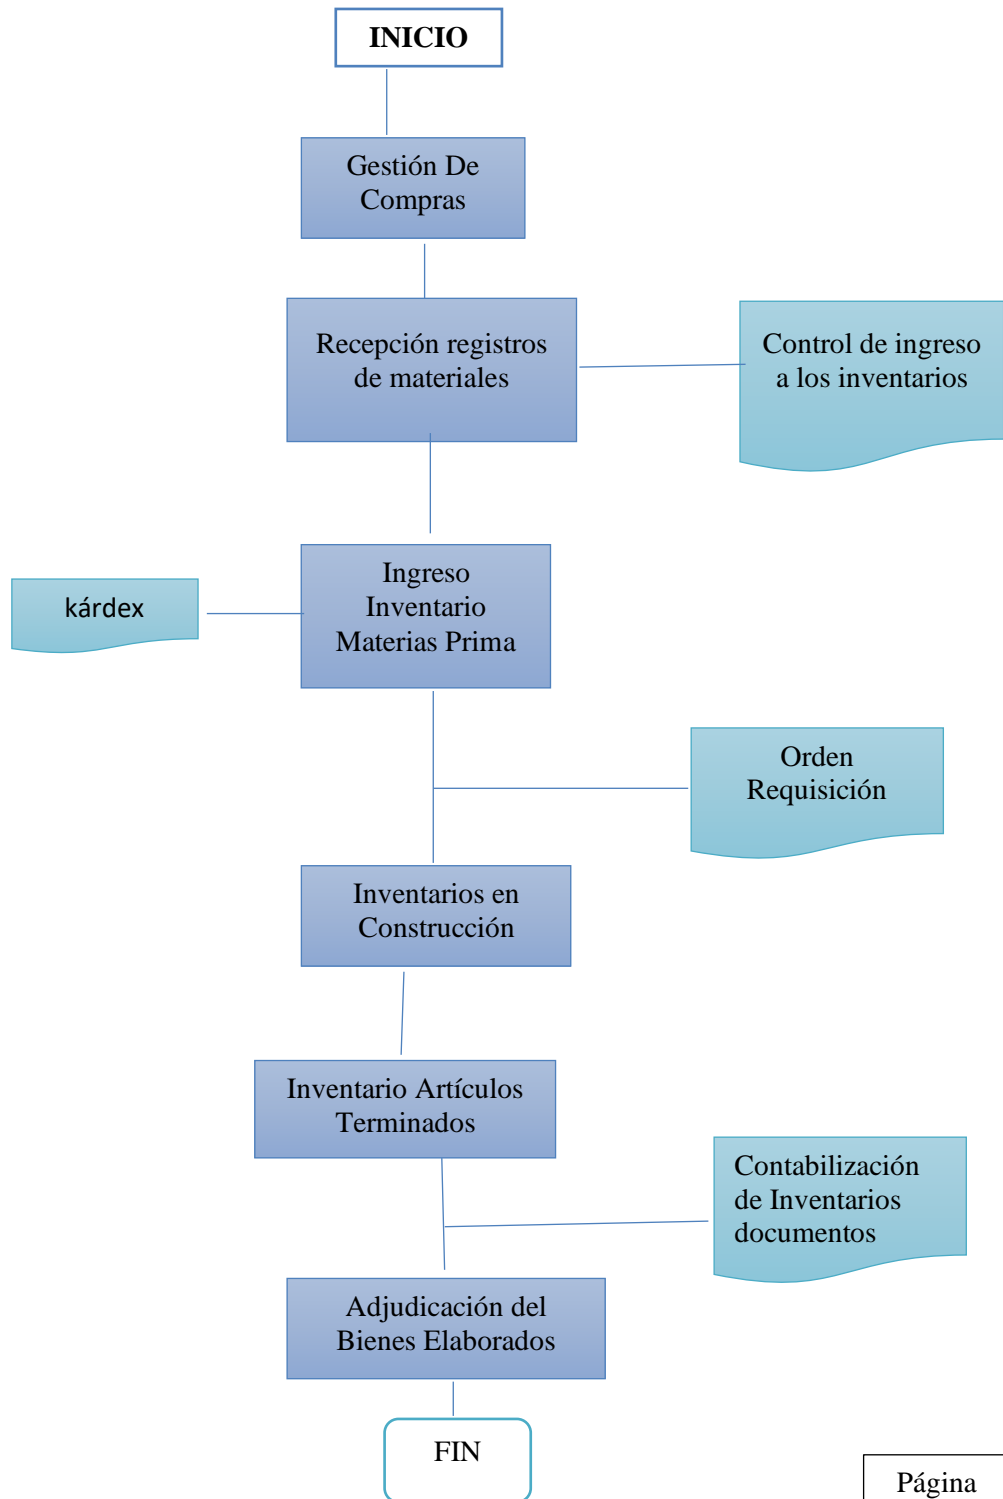 INICIO
Gestión De
Compras
Recepción registros
de materiales
Control de ingreso
a los inventarios
Ingreso
Inventario
Materias Prima
kárdex
Orden
Requisición
Inventarios en
Construcción
Inventario Artículos
Terminados
Contabilización
de Inventarios
documentos
Adjudicación del
Bienes Elaborados
FIN
Página